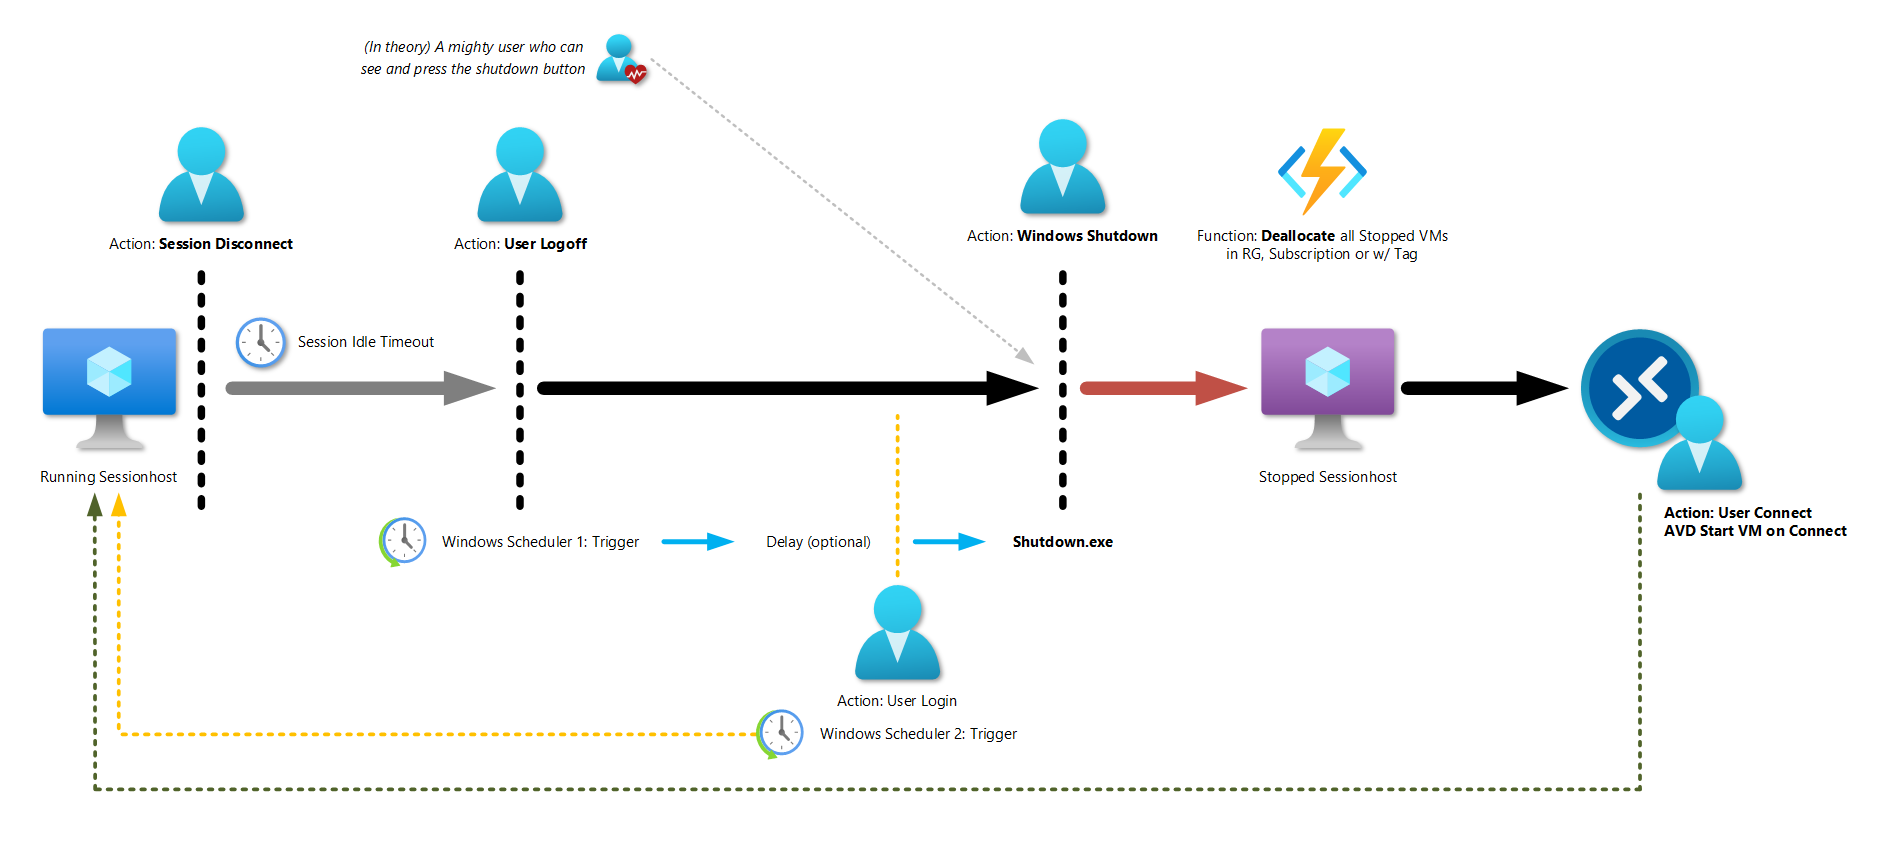 (In theory) A mighty user who can
see and press the shutdown button
Action: Session Disconnect
Action: User Logoff
Action: Windows Shutdown
Function: Deallocate all Stopped VMs
in RG, Subscription or w/ Tag
Session Idle Timeout
Running Sessionhost
Stopped Sessionhost
Action: User Connect
AVD Start VM on Connect
Windows Scheduler 1: Trigger
Delay (optional)
Shutdown.exe
Action: User Login
Windows Scheduler 2: Trigger